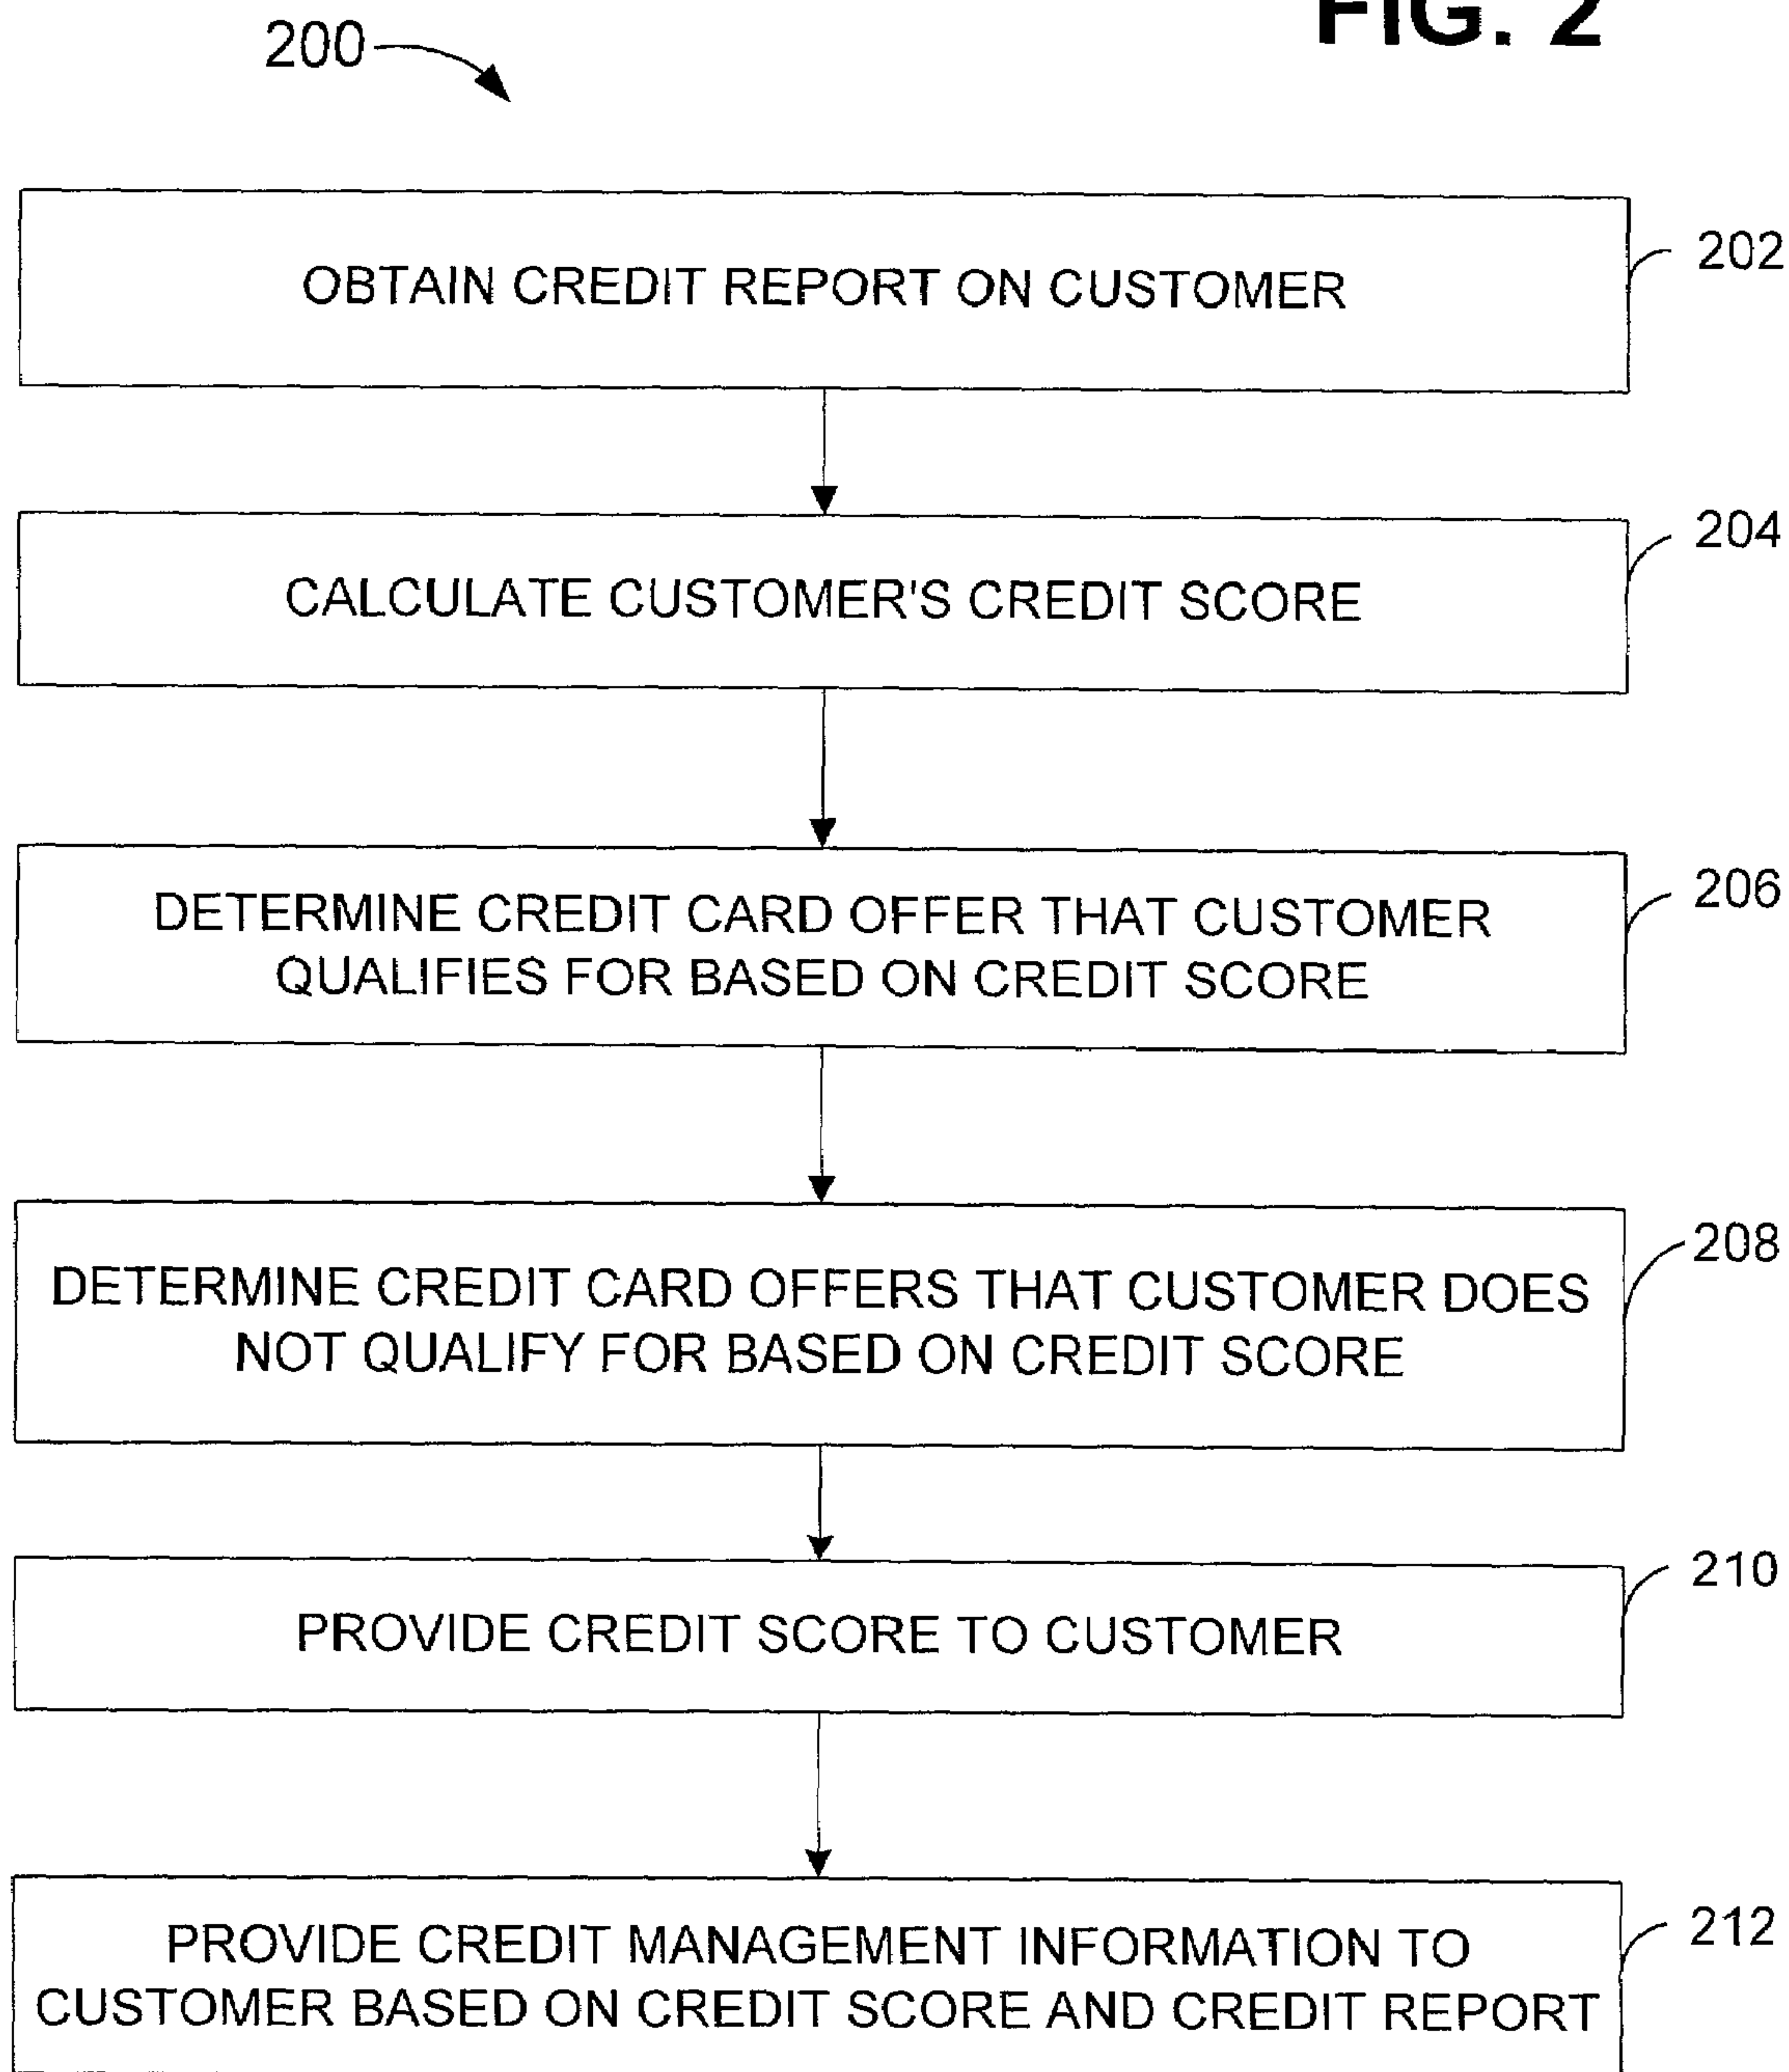 FIG. 2
200
OBTAIN CREDIT REPORT ON CUSTOMER
202
CALCULATE CUSTOMER'S CREDIT SCORE
204
DETERMINE CREDIT CARD OFFER THAT CUSTOMER
QUALIFIES FOR BASED ON CREDIT SCORE
206
DETERMINE CREDIT CARD OFFERS THAT CUSTOMER DOES
NOT QUALIFY FOR BASED ON CREDIT SCORE
208
PROVIDE CREDIT SCORE TO CUSTOMER
210
PROVIDE CREDIT MANAGEMENT INFORMATION TO
CUSTOMER BASED ON CREDIT SCORE AND CREDIT REPORT
212